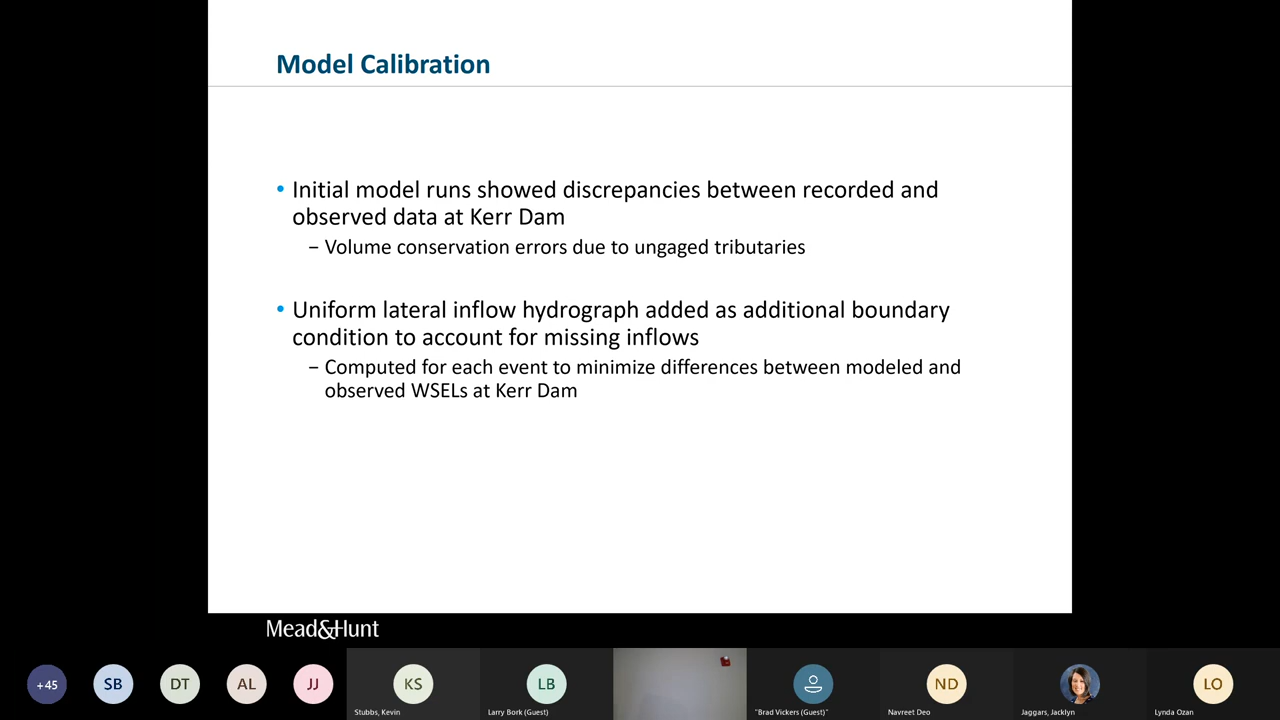 Model Calibration
• Initial model runs showed discrepancies between recorded and
observed data at Kerr Dam
– Volume conservation errors due to ungaged tributaries
• Uniform lateral inflow hydrograph added as additional boundary
condition to account for missing inflows
– Computed for each event to minimize differences between modeled and
observed WSELs at Kerr Dam
Mead&Hunt
+45 SB DT AL JJ KS LB ND LO
Stubbs, Kevin Larry Bork (Guest) "Brad Vickers (Guest)" Navreet Deo Jaggars, Jacklyn Lynda Ozan